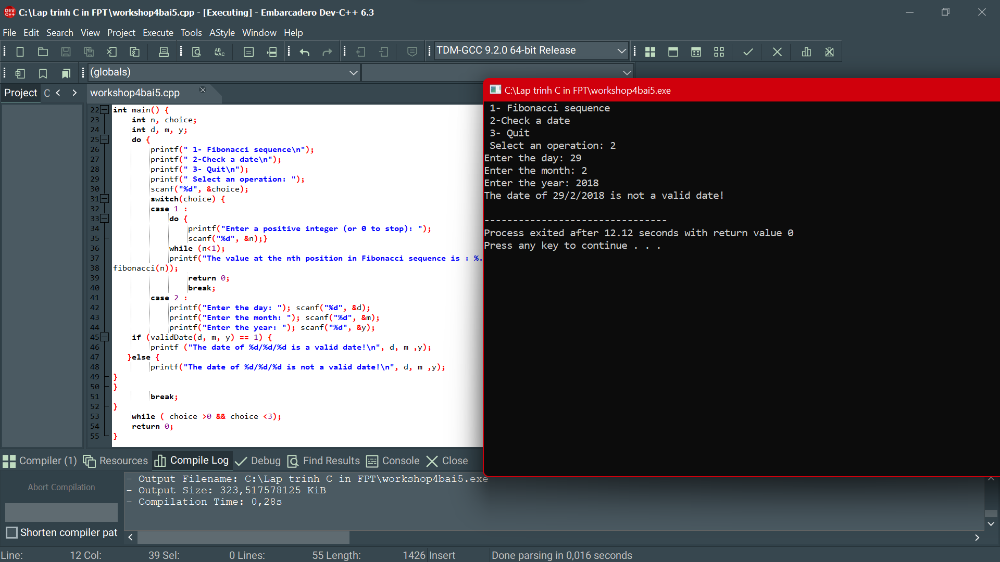 C:\Lap trinh C in FPT\workshop4bai5.cpp - [Executing] - Embarcadero Dev-C++ 6.3
File Edit Search View Project Execute Tools AStyle Window Help
TDM-GCC 9.2.0 64-bit Release
(globals)
Project
workshop4bai5.cpp
22 int main() {
23 int n, choice;
24 int d, m, y;
25 do {
26 printf(" 1- Fibonacci sequence\n");
27 printf(" 2-Check a date\n");
28 printf(" 3- Quit\n");
29 printf(" Select an operation: ");
30 scanf("%d", &choice);
31 switch(choice) {
32 case 1 :
33 do {
34 printf("Enter a positive integer (or 0 to stop): ");
35 scanf("%d", &n);}
36 while (n<1);
37 printf("The value at the nth position in Fibonacci sequence is : %.
38 fibonacci(n));
39 return 0;
40 break;
41 case 2 :
42 printf("Enter the day: "); scanf("%d", &d);
43 printf("Enter the month: "); scanf("%d", &m);
44 printf("Enter the year: "); scanf("%d", &y);
45 if (validDate(d, m, y) == 1) {
46 printf ("The date of %d/%d/%d is a valid date!\n", d, m ,y);
47 }else {
48 printf("The date of %d/%d/%d is not a valid date!\n", d, m ,y);
49 }
50 }
51 break;
52 }
53 while ( choice >0 && choice <3);
54 return 0;
55 }
C:\Lap trinh C in FPT\workshop4bai5.exe
1- Fibonacci sequence
2-Check a date
3- Quit
Select an operation: 2
Enter the day: 29
Enter the month: 2
Enter the year: 2018
The date of 29/2/2018 is not a valid date!
--------------------------------
Process exited after 12.12 seconds with return value 0
Press any key to continue . . .
Compiler (1) Resources Compile Log Debug Find Results Console Close
Abort Compilation
Shorten compiler pat
- Output Filename: C:\Lap trinh C in FPT\workshop4bai5.exe
- Output Size: 323,517578125 KiB
- Compilation Time: 0,28s
Line: 12 Col: 39 Sel: 0 Lines: 55 Length: 1426 Insert Done parsing in 0,016 seconds